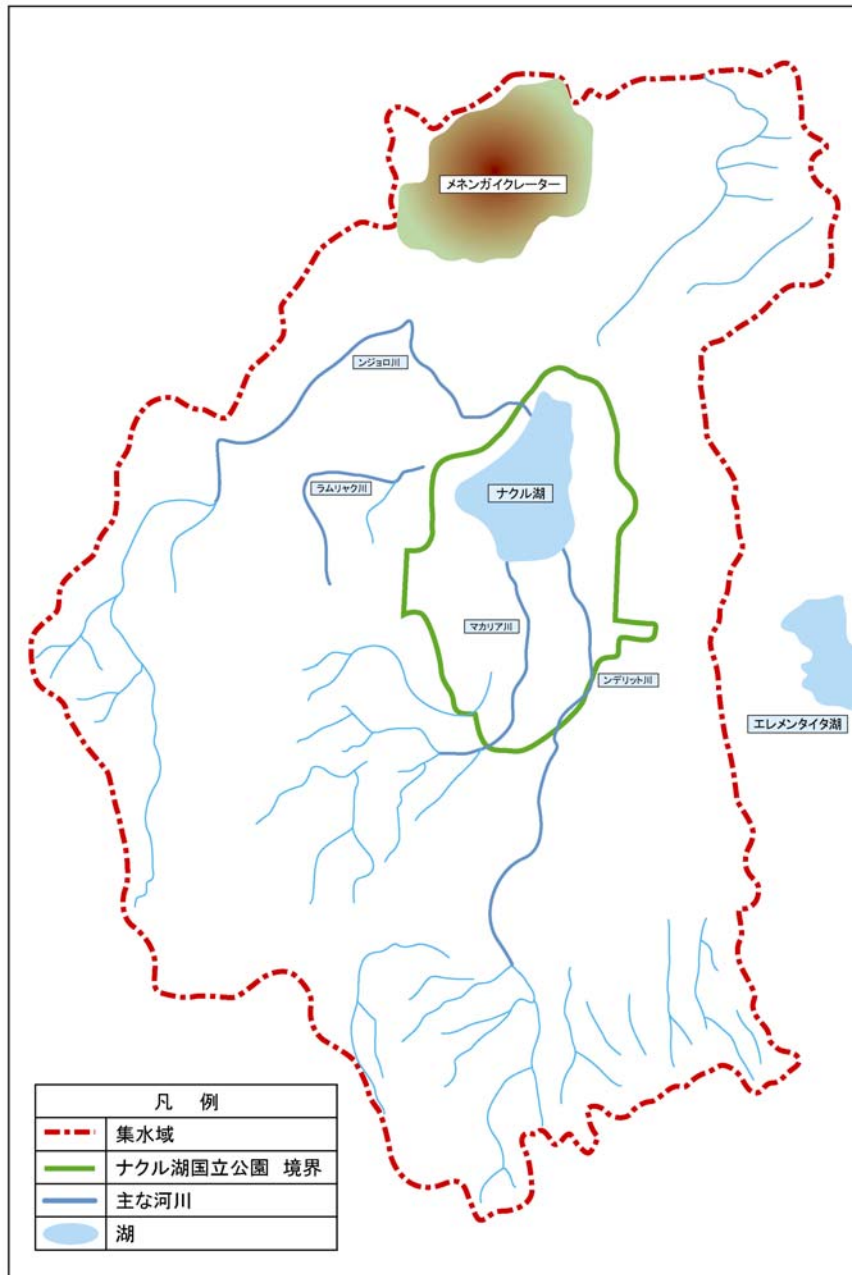 メネンガイクレーター
ンジョロ川
ラムリャク川
ナクル湖
マカリア川
ンデリット川
エレメンタイタ湖
凡 例
集水域
ナクル湖国立公園 境界
主な河川
湖